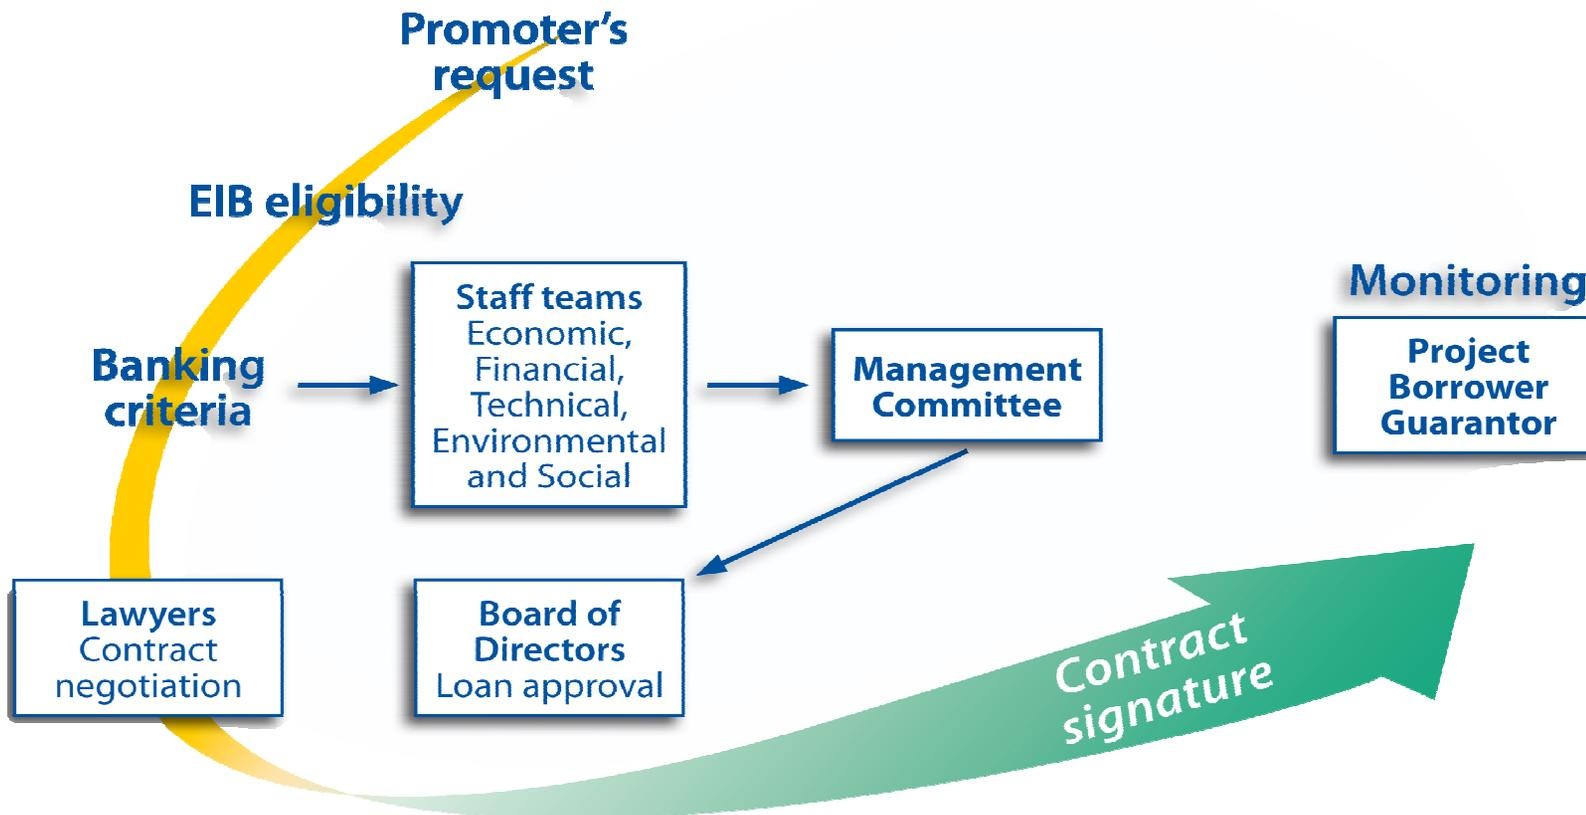 Promoter's
request
EIB eligibility
Banking
criteria
Staff teams
Economic,
Financial,
Technical,
Environmental
and Social
Management
Committee
Monitoring
Project
Borrower
Guarantor
Lawyers
Contract
negotiation
Board of
Directors
Loan approval
Contract
signature